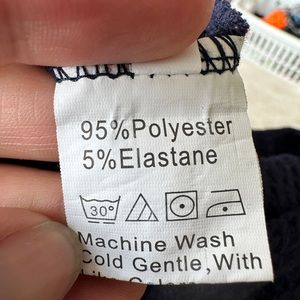 95%Polyester
5%Elastane
30°
Machine Wash
Cold Gentle, With